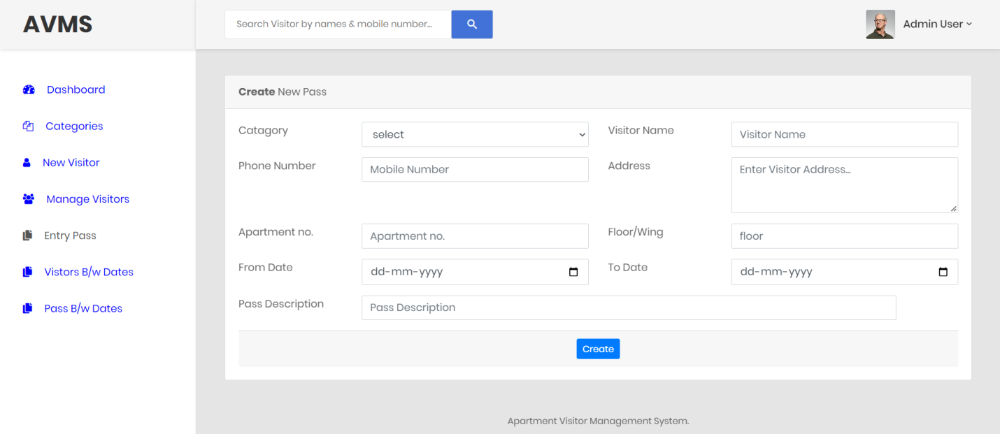 AVMS
Search Visitor by names & mobile number...
Admin User
Dashboard
Categories
New Visitor
Manage Visitors
Entry Pass
Vistors B/w Dates
Pass B/w Dates
Create New Pass
Catagory
select
Visitor Name
Visitor Name
Phone Number
Mobile Number
Address
Enter Visitor Address...
Apartment no.
Apartment no.
Floor/Wing
floor
From Date
dd-mm-yyyy
To Date
dd-mm-yyyy
Pass Description
Pass Description
Create
Apartment Visitor Management System.